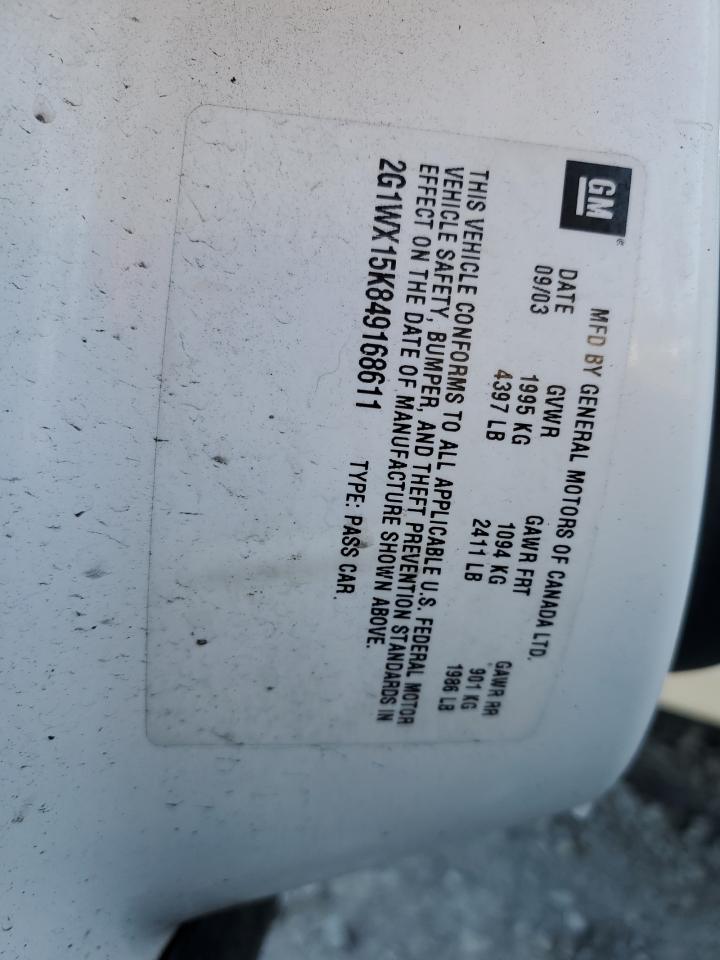 GM®
MFD BY GENERAL MOTORS OF CANADA LTD.
DATE GVWR GAWR FRT GAWR RR
09/03 1995 KG 1094 KG 901 KG
4397 LB 2411 LB 1986 LB
THIS VEHICLE CONFORMS TO ALL APPLICABLE U.S. FEDERAL MOTOR
VEHICLE SAFETY, BUMPER, AND THEFT PREVENTION STANDARDS IN
EFFECT ON THE DATE OF MANUFACTURE SHOWN ABOVE.
2G1WX15K849168611 TYPE: PASS CAR